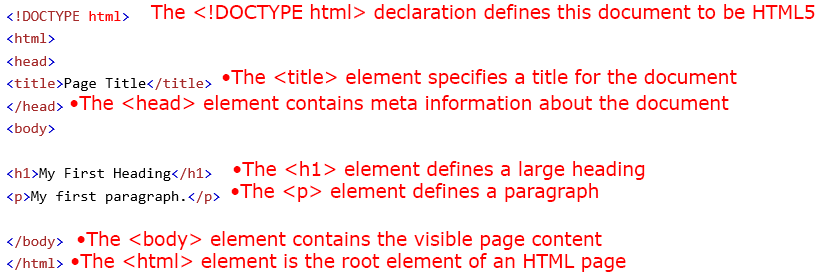 <!DOCTYPE html> The <!DOCTYPE html> declaration defines this document to be HTML5
<html>
<head>
<title>Page Title</title> •The <title> element specifies a title for the document
</head> •The <head> element contains meta information about the document
<body>
<h1>My First Heading</h1> •The <h1> element defines a large heading
<p>My first paragraph.</p> •The <p> element defines a paragraph
</body> •The <body> element contains the visible page content
</html> •The <html> element is the root element of an HTML page